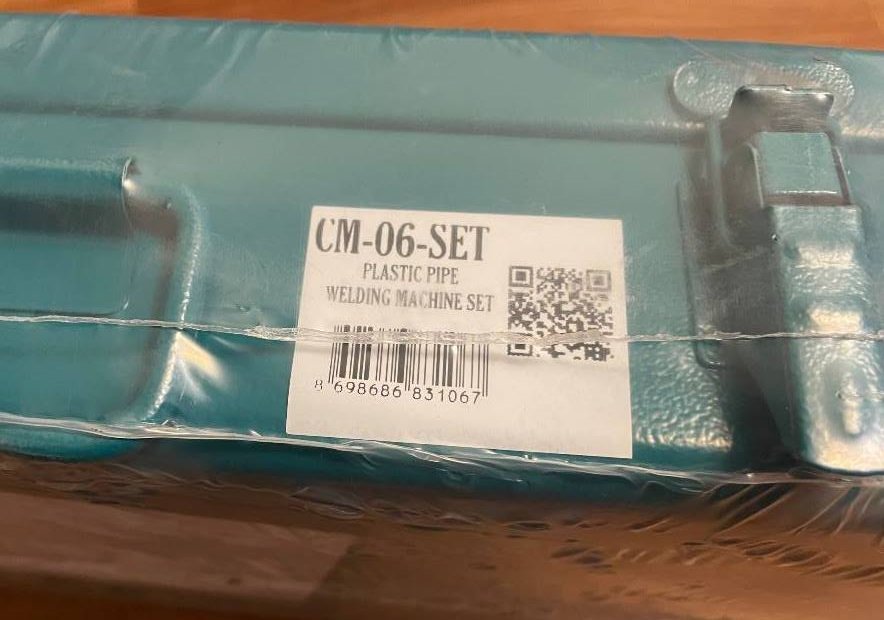 CM-06-SET
PLASTIC PIPE
WELDING MACHINE SET
8 698686 831067